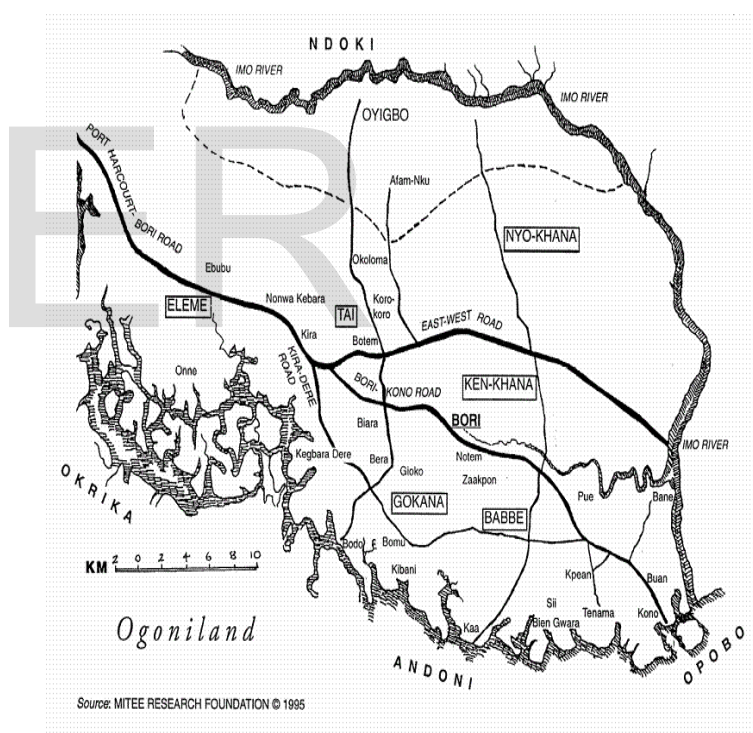 NDOKI
IMO RIVER
IMO RIVER
OYIGBO
ER
PORT HARCOURT- BORI ROAD
Afam-Nku
NYO-KHANA
Ebubu
Okoloma
ELEME
Nonwa Kebara
TAI
Koro-
koro
EAST-WEST ROAD
Kira
Botem
KIRA-DERE
ROAD
Onne
BORI- KONO ROAD
KEN-KHANA
BORI
Biara
IMO RIVER
Kegbara Dere
Bera
Gioko
Notem
Zaakpon
OKRIKA
GOKANA
BABBE
Pue
Bane
Bodo
Bomu
KM 2 0 2 4 6 8 10
Kibani
Kpean
Buan
Sii
Tenama
Kono
Bien Gwara
Kaa
Ogoniland
ANDONI
OPOBO
Source: MITEE RESEARCH FOUNDATION © 1995